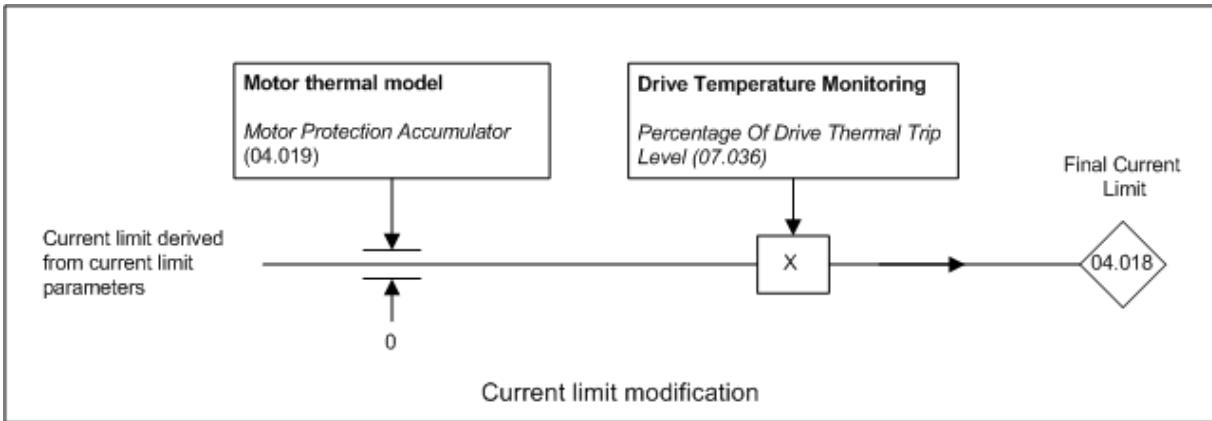 Motor thermal model
Motor Protection Accumulator
(04.019)
Drive Temperature Monitoring
Percentage Of Drive Thermal Trip
Level (07.036)
Final Current
Limit
Current limit derived
from current limit
parameters
X
04.018
0
Current limit modification